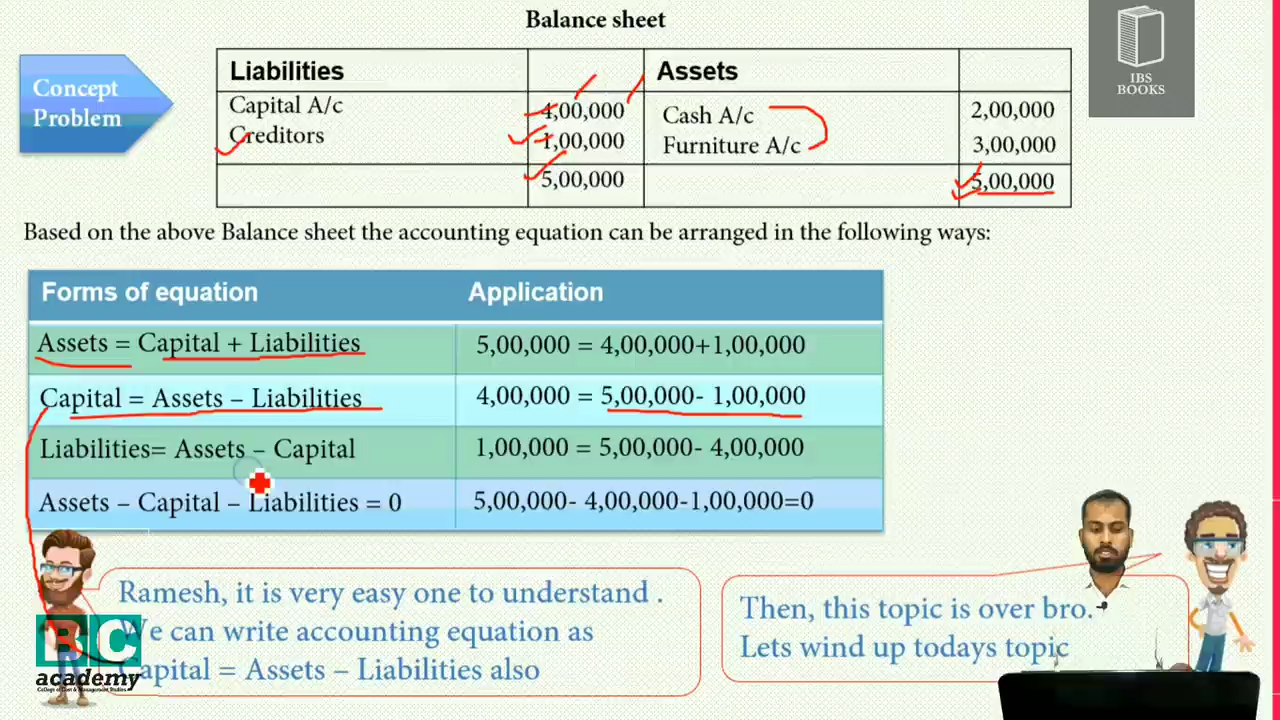 Balance sheet
IBS
BOOKS
Concept
Problem
Liabilities Assets
Capital A/c 4,00,000 Cash A/c 2,00,000
Creditors 1,00,000 Furniture A/c 3,00,000
5,00,000 5,00,000
Based on the above Balance sheet the accounting equation can be arranged in the following ways:
Forms of equation Application
Assets = Capital + Liabilities 5,00,000 = 4,00,000+1,00,000
Capital = Assets – Liabilities 4,00,000 = 5,00,000- 1,00,000
Liabilities= Assets – Capital 1,00,000 = 5,00,000- 4,00,000
Assets – Capital – Liabilities = 0 5,00,000- 4,00,000-1,00,000=0
Ramesh, it is very easy one to understand .
We can write accounting equation as
Capital = Assets – Liabilities also
Then, this topic is over bro.
Lets wind up todays topic
BC
academy
College of Cost & Management Studies